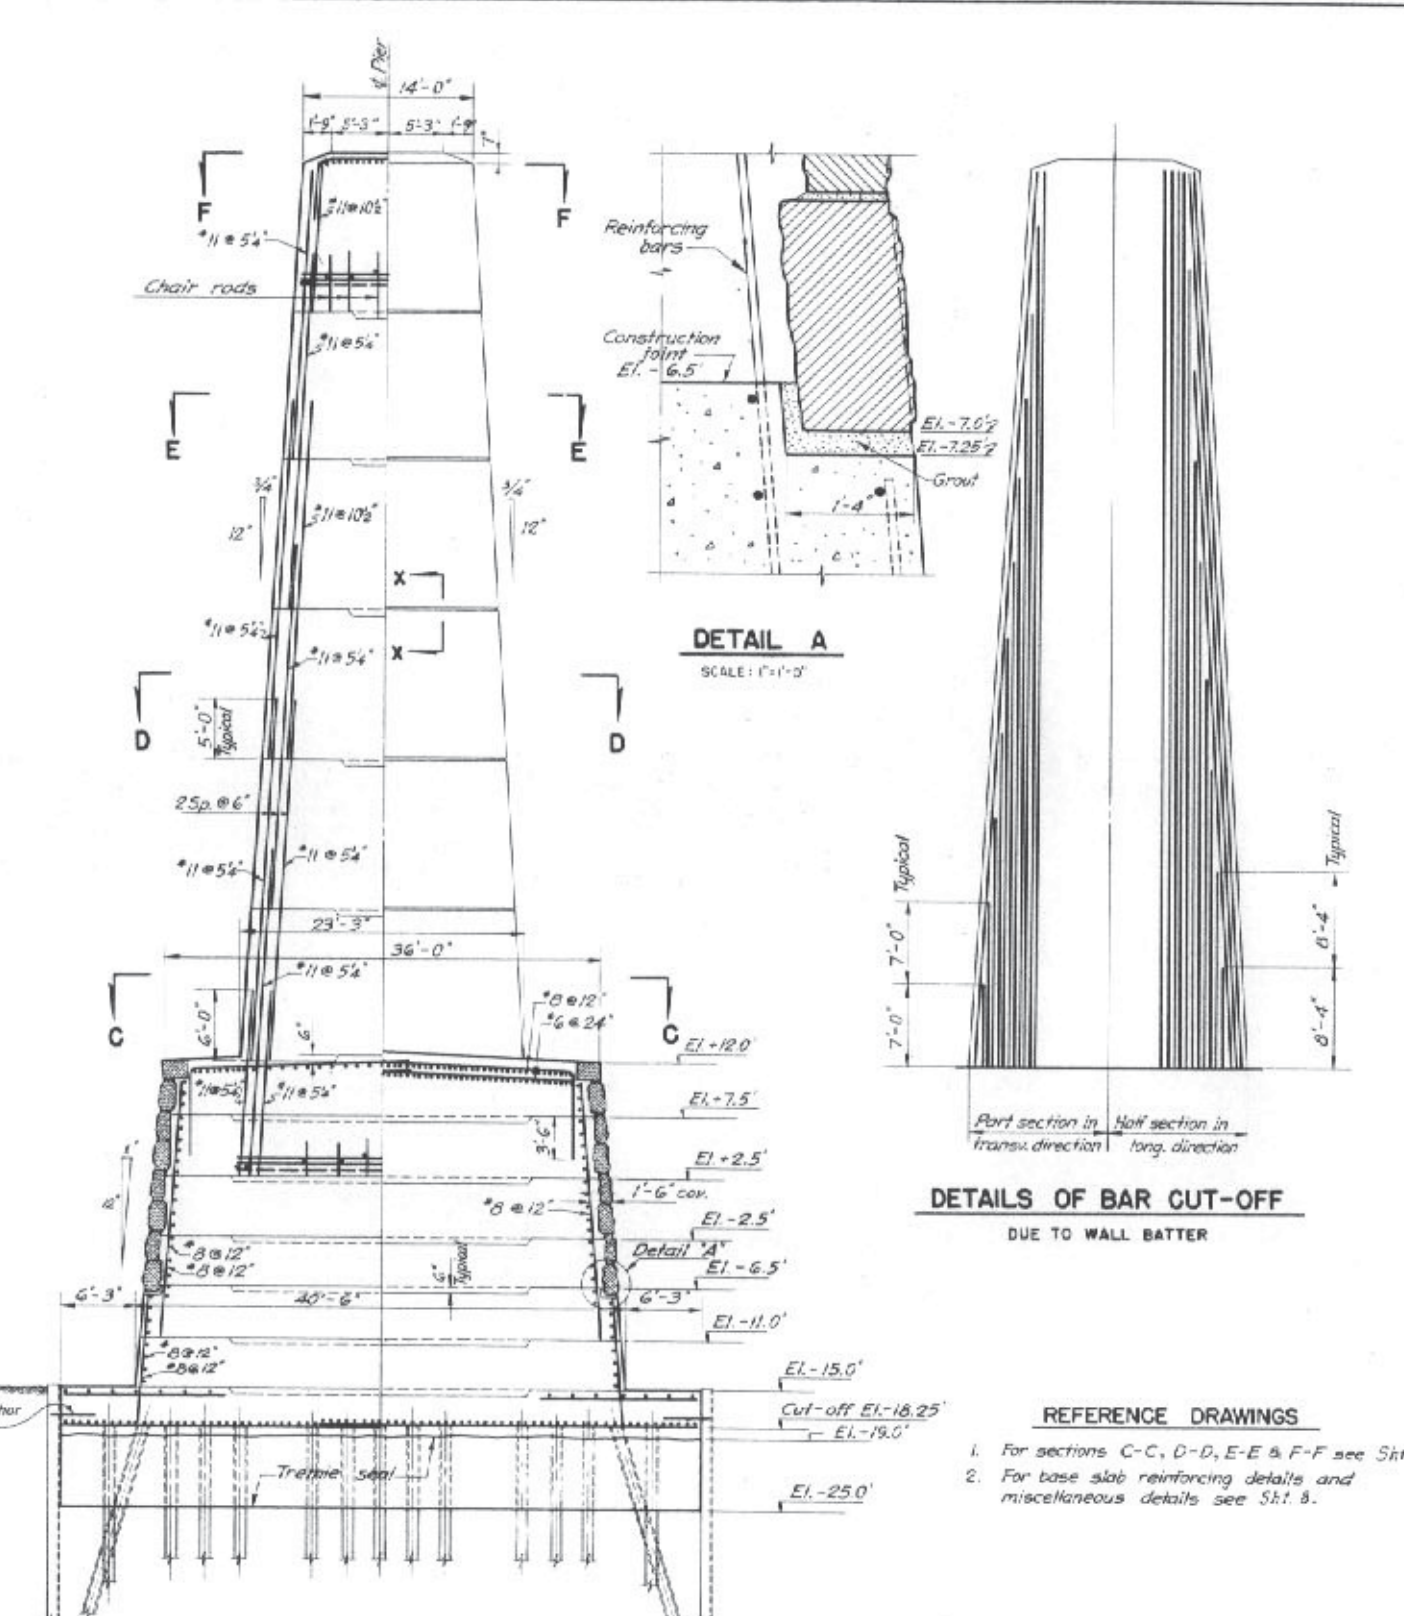 ℄ Pier
14'-0"
1'-9" 5'-3" 5'-3" 1'-9"
7"
F
F
#11@10½"
#11@5¼"
Chair rods
#11@5¼"
E
E
¾"
12"
¾"
12"
#11@10½"
X
X
#11@5¼"
#11@5¼"
D
D
5'-0"
Typical
2 Sp. @ 6"
#11@5¼"
#11@5¼"
23'-3"
36'-0"
#11@5¼"
C
C
6'-0"
6"
#8@12"
#6@24"
El.+12.0'
#11@5¼"
#11@5¼"
El.+7.5'
3'-6"
El.+2.5'
1"
12"
1'-6" cov.
#8@12"
El.-2.5'
#8@12"
#8@12"
6"
Typical
Detail "A"
El.-6.5'
6'-3"
40'-6"
6'-3"
El.-11.0'
#8@12"
#8@12"
El.-15.0'
Cut-off El.-18.25'
El.-19.0'
Tremie seal
El.-25.0'
Reinforcing
bars
Construction
joint
El. - 6.5'
El.-7.0'±
El.-7.25'±
Grout
1'-4"
DETAIL A
SCALE: 1"=1'-0"
Typical
7'-0"
7'-0"
Typical
8'-4"
8'-4"
Part section in
transv. direction
Half section in
long. direction
DETAILS OF BAR CUT-OFF
DUE TO WALL BATTER
REFERENCE DRAWINGS
1. For sections C-C, D-D, E-E & F-F see Sht
2. For base slab reinforcing details and
miscellaneous details see Sht. 8.